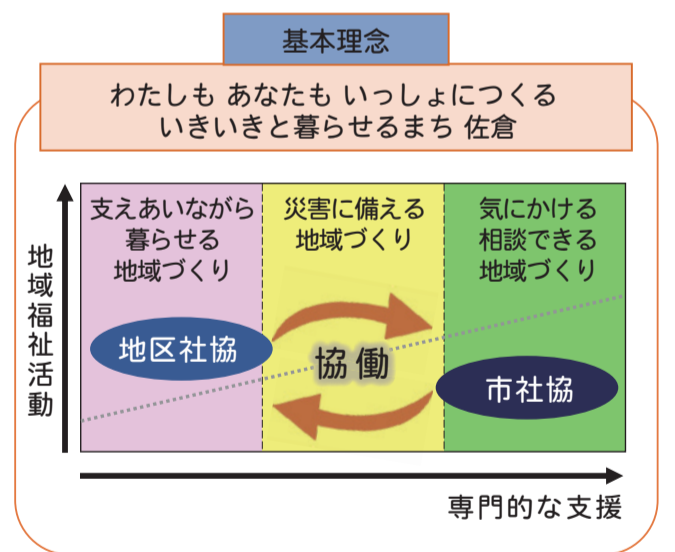 基本理念
わたしも あなたも いっしょにつくる
いきいきと暮らせるまち 佐倉
支えあいながら
暮らせる
地域づくり
災害に備える
地域づくり
気にかける
相談できる
地域づくり
地域福祉活動
地区社協
協働
市社協
専門的な支援